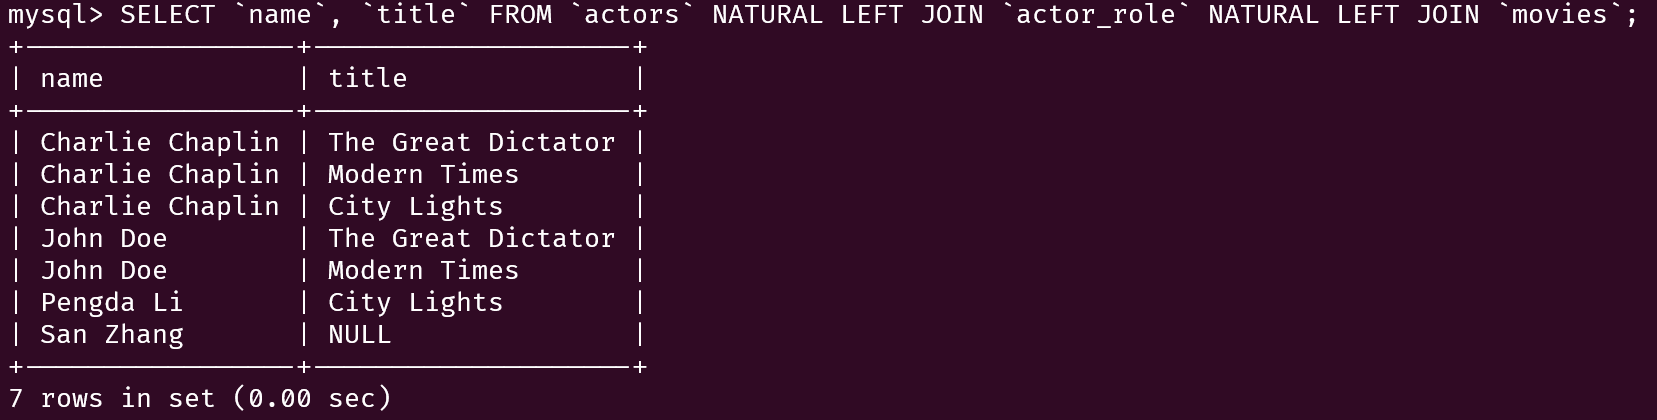 mysql> SELECT `name`, `title` FROM `actors` NATURAL LEFT JOIN `actor_role` NATURAL LEFT JOIN `movies`;
+-----------------+--------------------+
| name            | title              |
+-----------------+--------------------+
| Charlie Chaplin | The Great Dictator |
| Charlie Chaplin | Modern Times       |
| Charlie Chaplin | City Lights        |
| John Doe        | The Great Dictator |
| John Doe        | Modern Times       |
| Pengda Li       | City Lights        |
| San Zhang       | NULL               |
+-----------------+--------------------+
7 rows in set (0.00 sec)